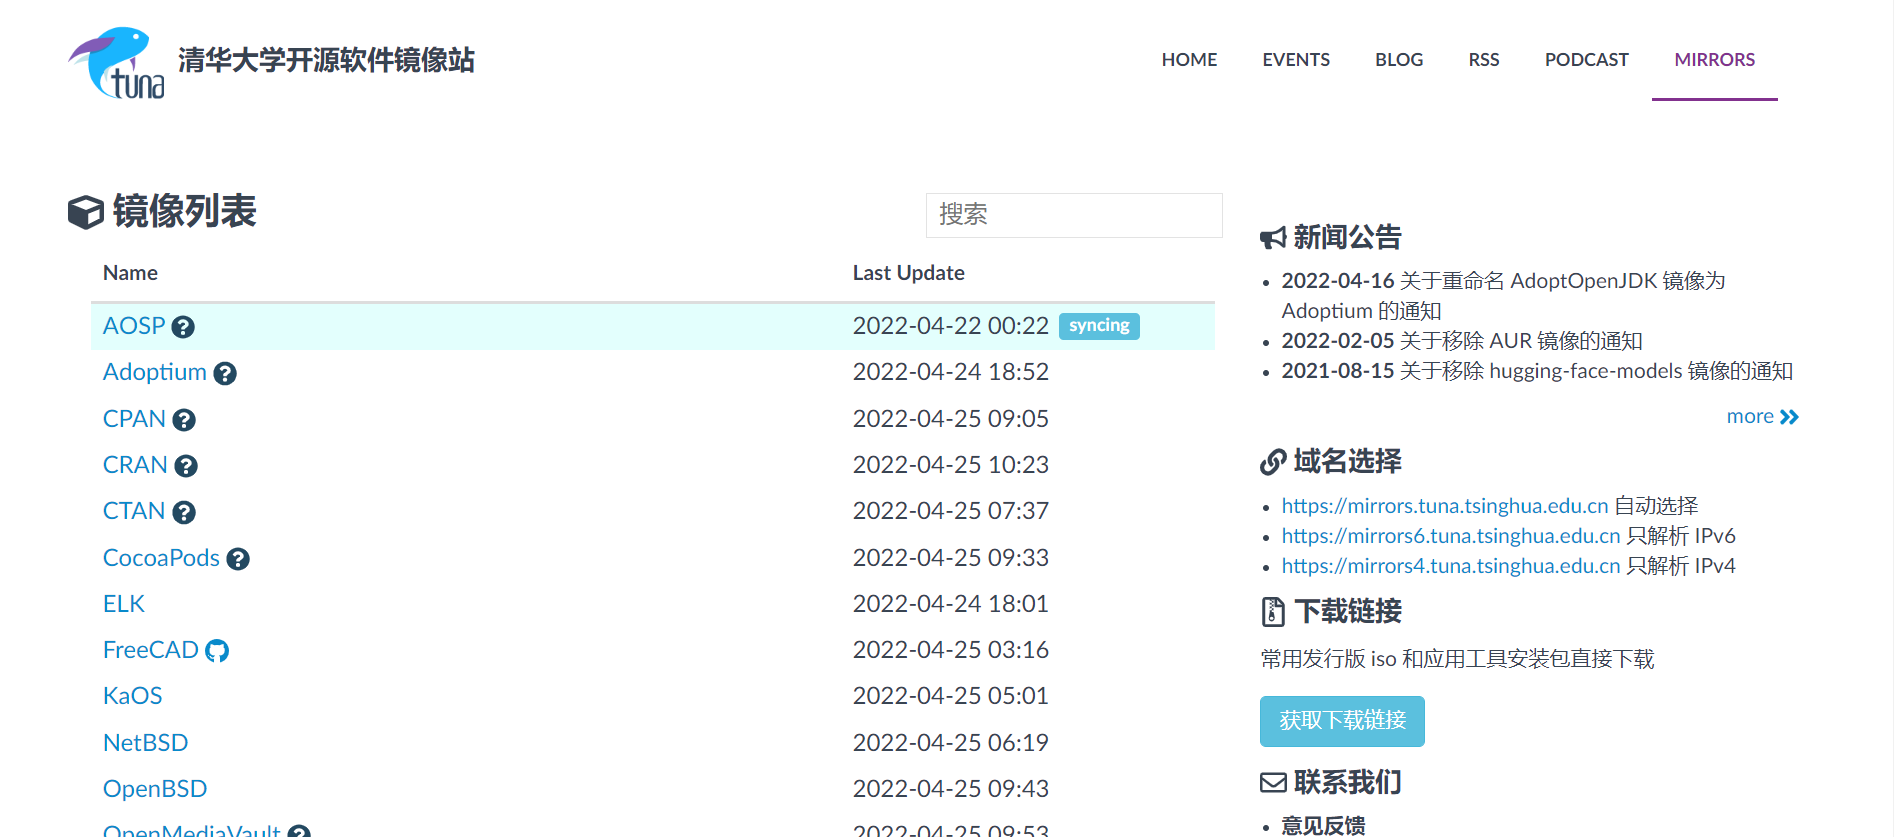 tuna
清华大学开源软件镜像站
HOME EVENTS BLOG RSS PODCAST MIRRORS
镜像列表
搜索
Name Last Update
AOSP 2022-04-22 00:22 syncing
Adoptium 2022-04-24 18:52
CPAN 2022-04-25 09:05
CRAN 2022-04-25 10:23
CTAN 2022-04-25 07:37
CocoaPods 2022-04-25 09:33
ELK 2022-04-24 18:01
FreeCAD 2022-04-25 03:16
KaOS 2022-04-25 05:01
NetBSD 2022-04-25 06:19
OpenBSD 2022-04-25 09:43
OpenMediaVault 2022-04-25 09:53
新闻公告
2022-04-16 关于重命名 AdoptOpenJDK 镜像为
Adoptium 的通知
2022-02-05 关于移除 AUR 镜像的通知
2021-08-15 关于移除 hugging-face-models 镜像的通知
more
域名选择
https://mirrors.tuna.tsinghua.edu.cn 自动选择
https://mirrors6.tuna.tsinghua.edu.cn 只解析 IPv6
https://mirrors4.tuna.tsinghua.edu.cn 只解析 IPv4
下载链接
常用发行版 iso 和应用工具安装包直接下载
获取下载链接
联系我们
意见反馈